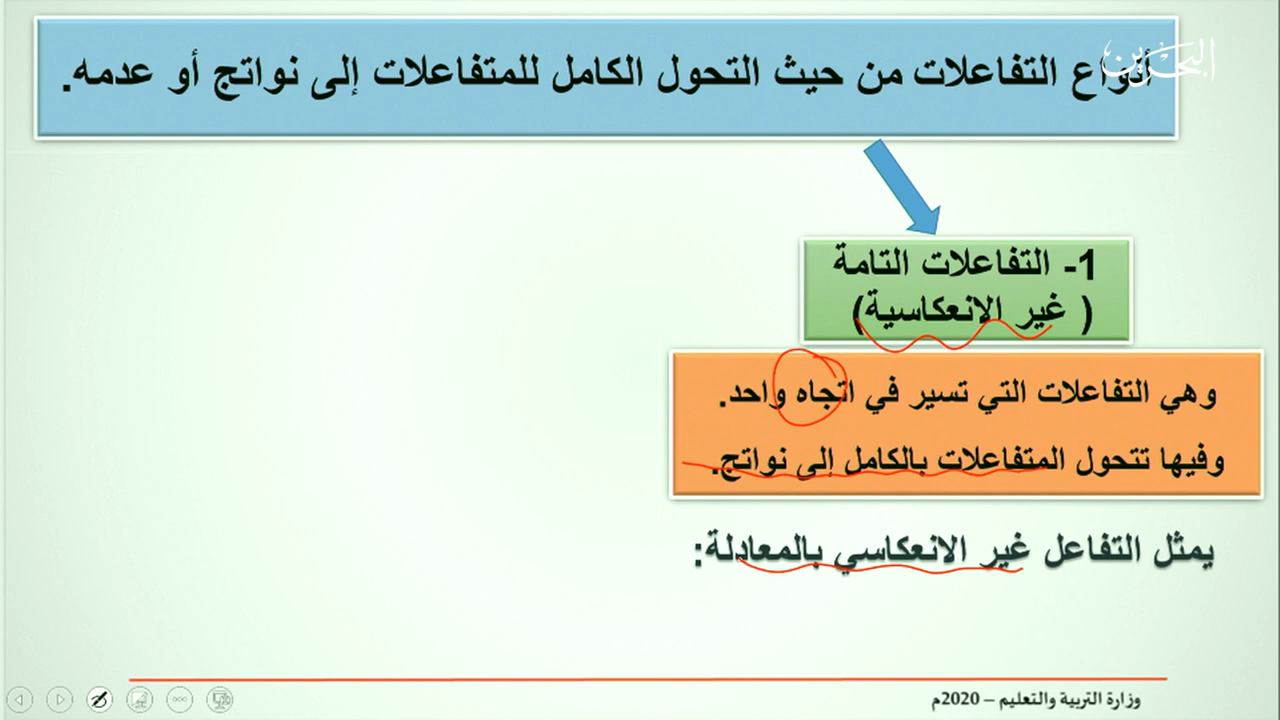 البحرين
أنواع التفاعلات من حيث التحول الكامل للمتفاعلات إلى نواتج أو عدمه.
1- التفاعلات التامة
( غير الانعكاسية)
وهي التفاعلات التي تسير في اتجاه واحد.
وفيها تتحول المتفاعلات بالكامل إلى نواتج.
يمثل التفاعل غير الانعكاسي بالمعادلة:
وزارة التربية والتعليم – 2020م